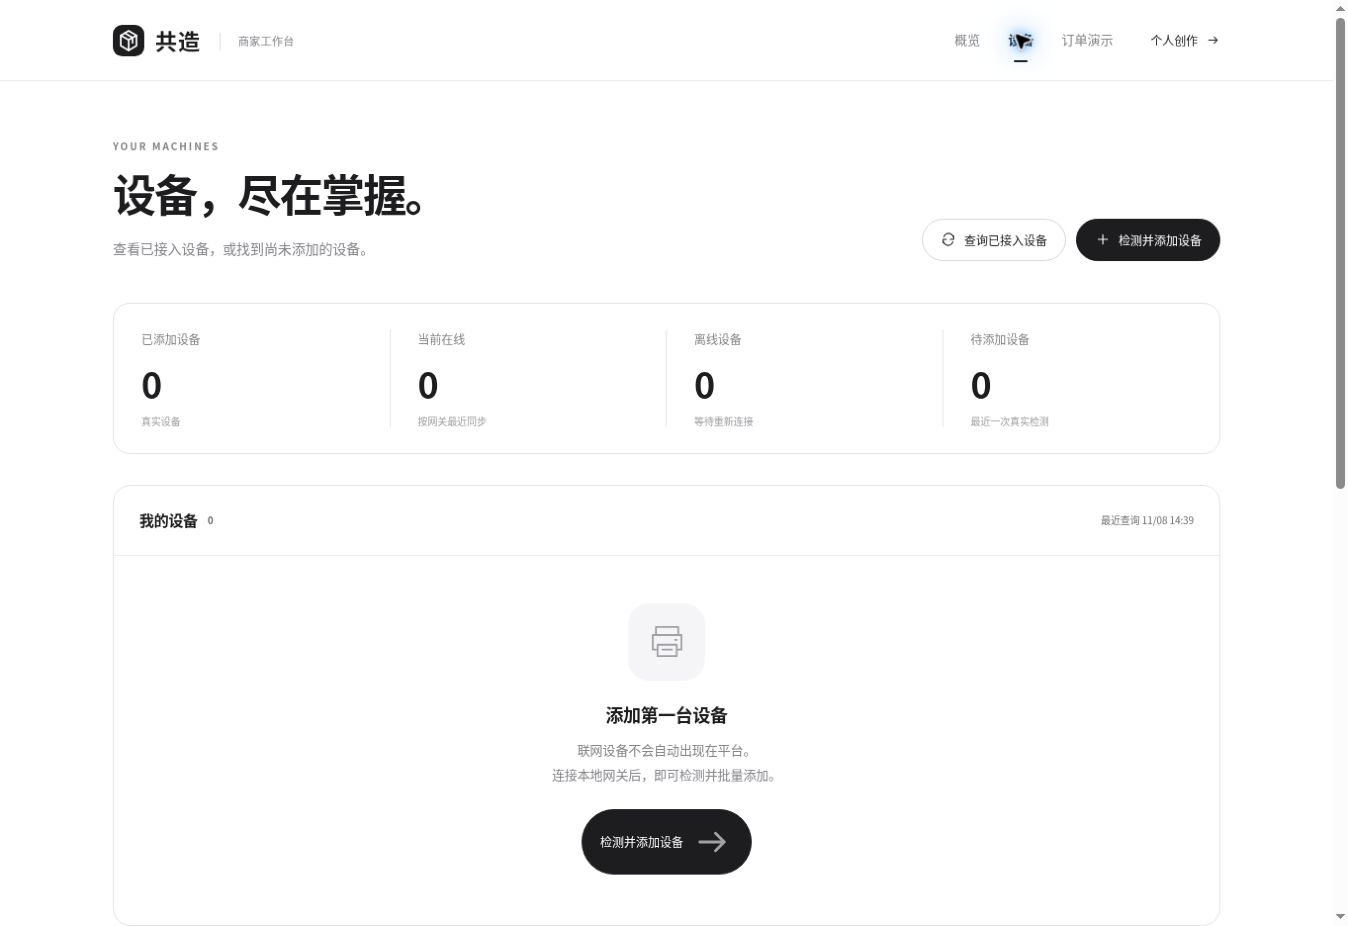 共造
商家工作台
概览
订单演示
个人创作
YOUR MACHINES
设备，尽在掌握。
查看已接入设备，或找到尚未添加的设备。
查询已接入设备
检测并添加设备
已添加设备
当前在线
离线设备
待添加设备
0
0
0
0
真实设备
按网关最近同步
等待重新连接
最近一次真实检测
我的设备 0
最近查询 11/08 14:39
添加第一台设备
联网设备不会自动出现在平台。
连接本地网关后，即可检测并批量添加。
检测并添加设备